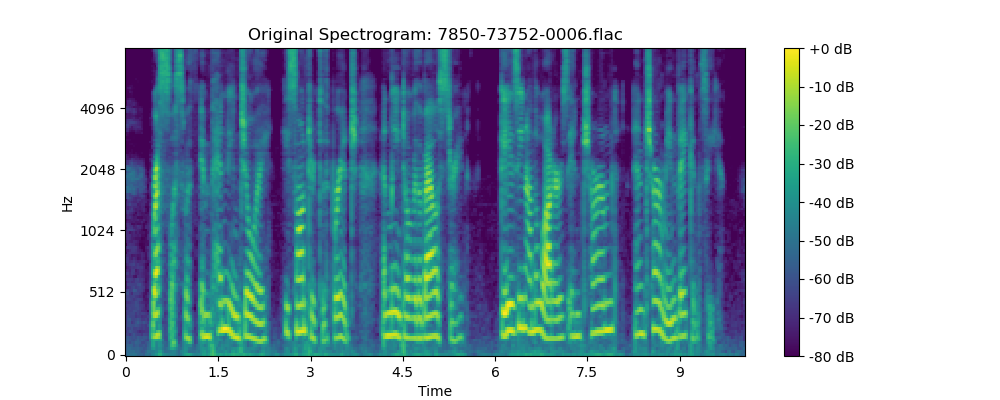 Original Spectrogram: 7850-73752-0006.flac
Hz
4096
2048
1024
512
0
0 1.5 3 4.5 6 7.5 9
Time
+0 dB
-10 dB
-20 dB
-30 dB
-40 dB
-50 dB
-60 dB
-70 dB
-80 dB